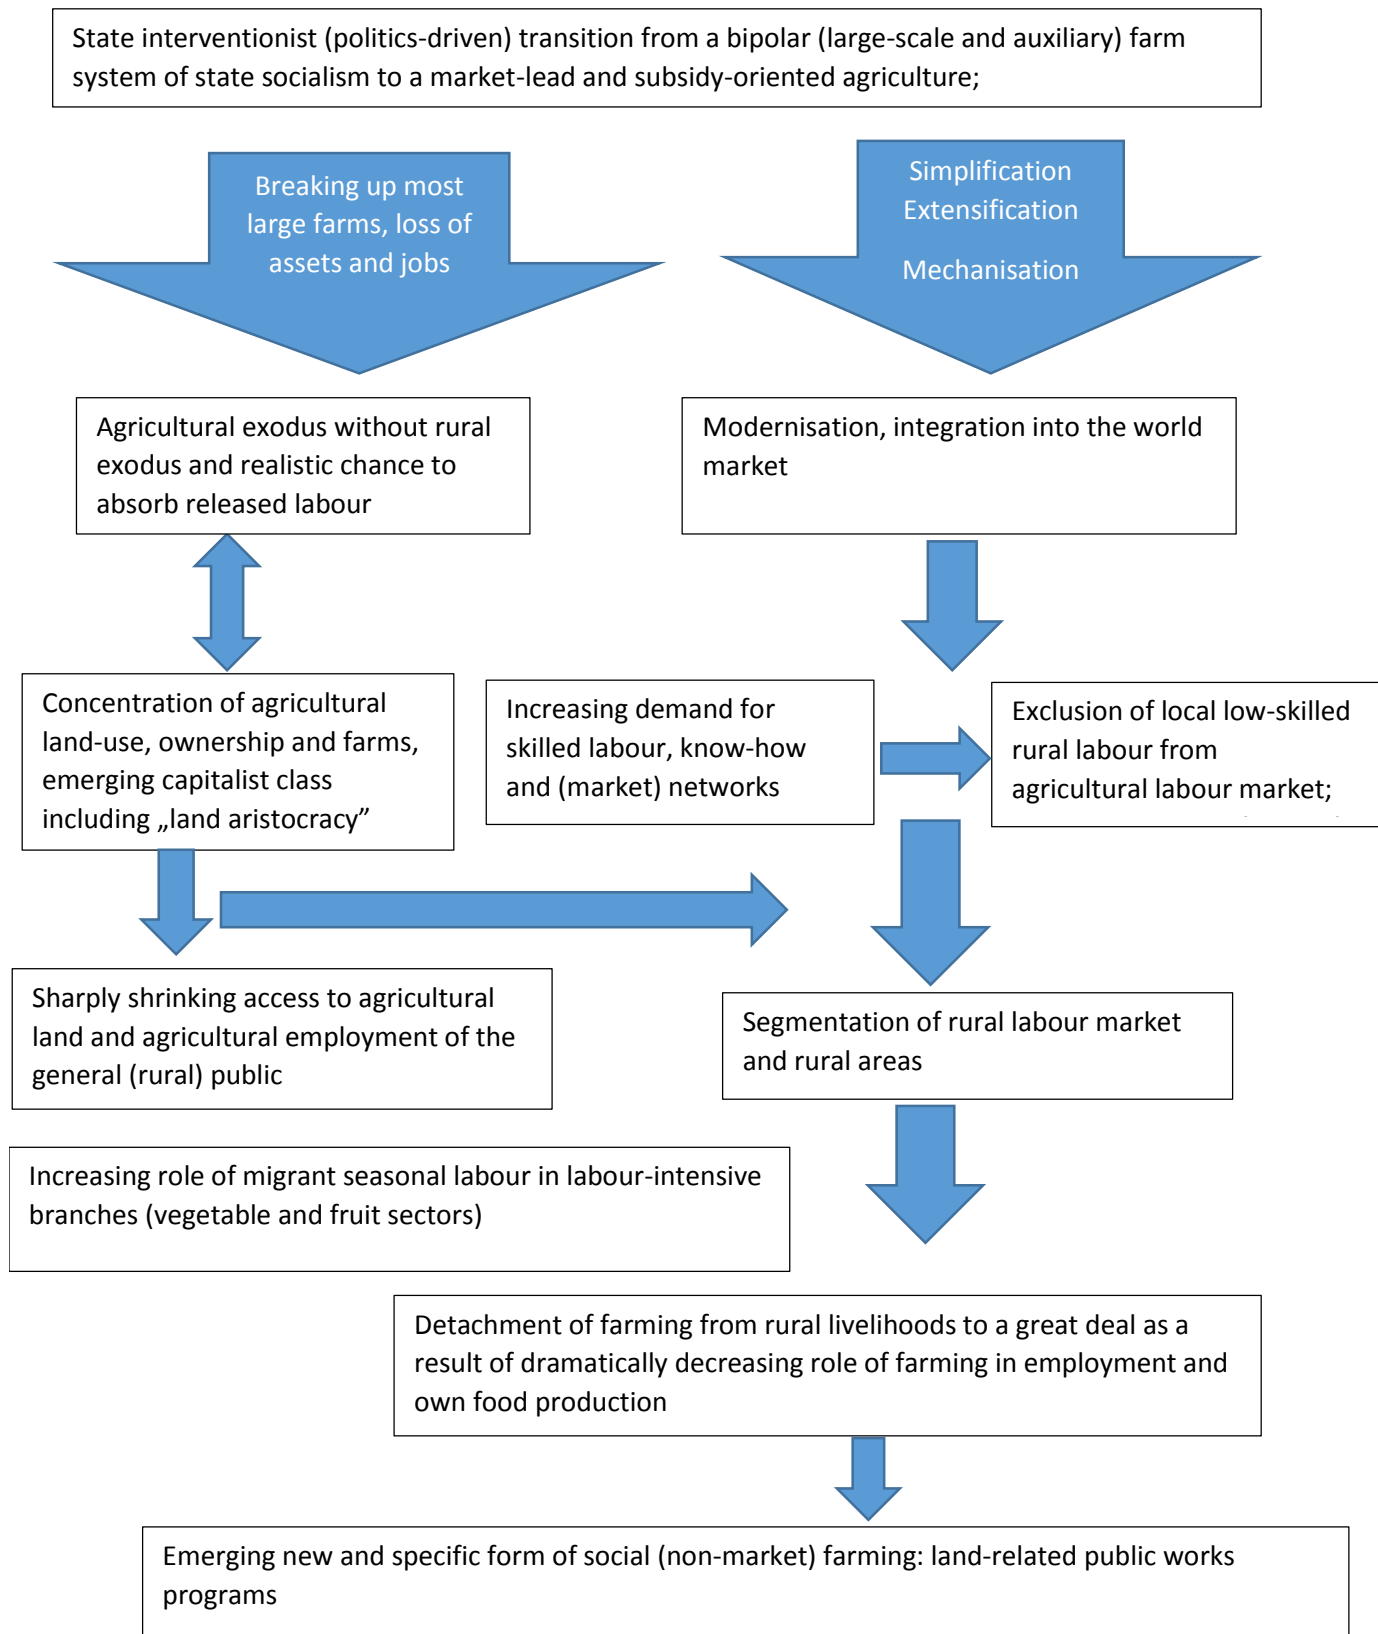 State interventionist (politics-driven) transition from a bipolar (large-scale and auxiliary) farm
system of state socialism to a market-lead and subsidy-oriented agriculture;
Breaking up most
large farms, loss of
assets and jobs
Simplification
Extensification
Mechanisation
Agricultural exodus without rural
exodus and realistic chance to
absorb released labour
Modernisation, integration into the world
market
Concentration of agricultural
land-use, ownership and farms,
emerging capitalist class
including „land aristocracy”
Increasing demand for
skilled labour, know-how
and (market) networks
Exclusion of local low-skilled
rural labour from
agricultural labour market;
Sharply shrinking access to agricultural
land and agricultural employment of the
general (rural) public
Segmentation of rural labour market
and rural areas
Increasing role of migrant seasonal labour in labour-intensive
branches (vegetable and fruit sectors)
Detachment of farming from rural livelihoods to a great deal as a
result of dramatically decreasing role of farming in employment and
own food production
Emerging new and specific form of social (non-market) farming: land-related public works
programs